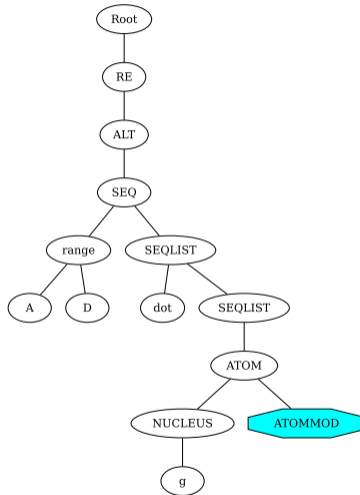 Root
RE
ALT
SEQ
range SEQLIST
A D dot SEQLIST
ATOM
NUCLEUS ATOMMOD
g